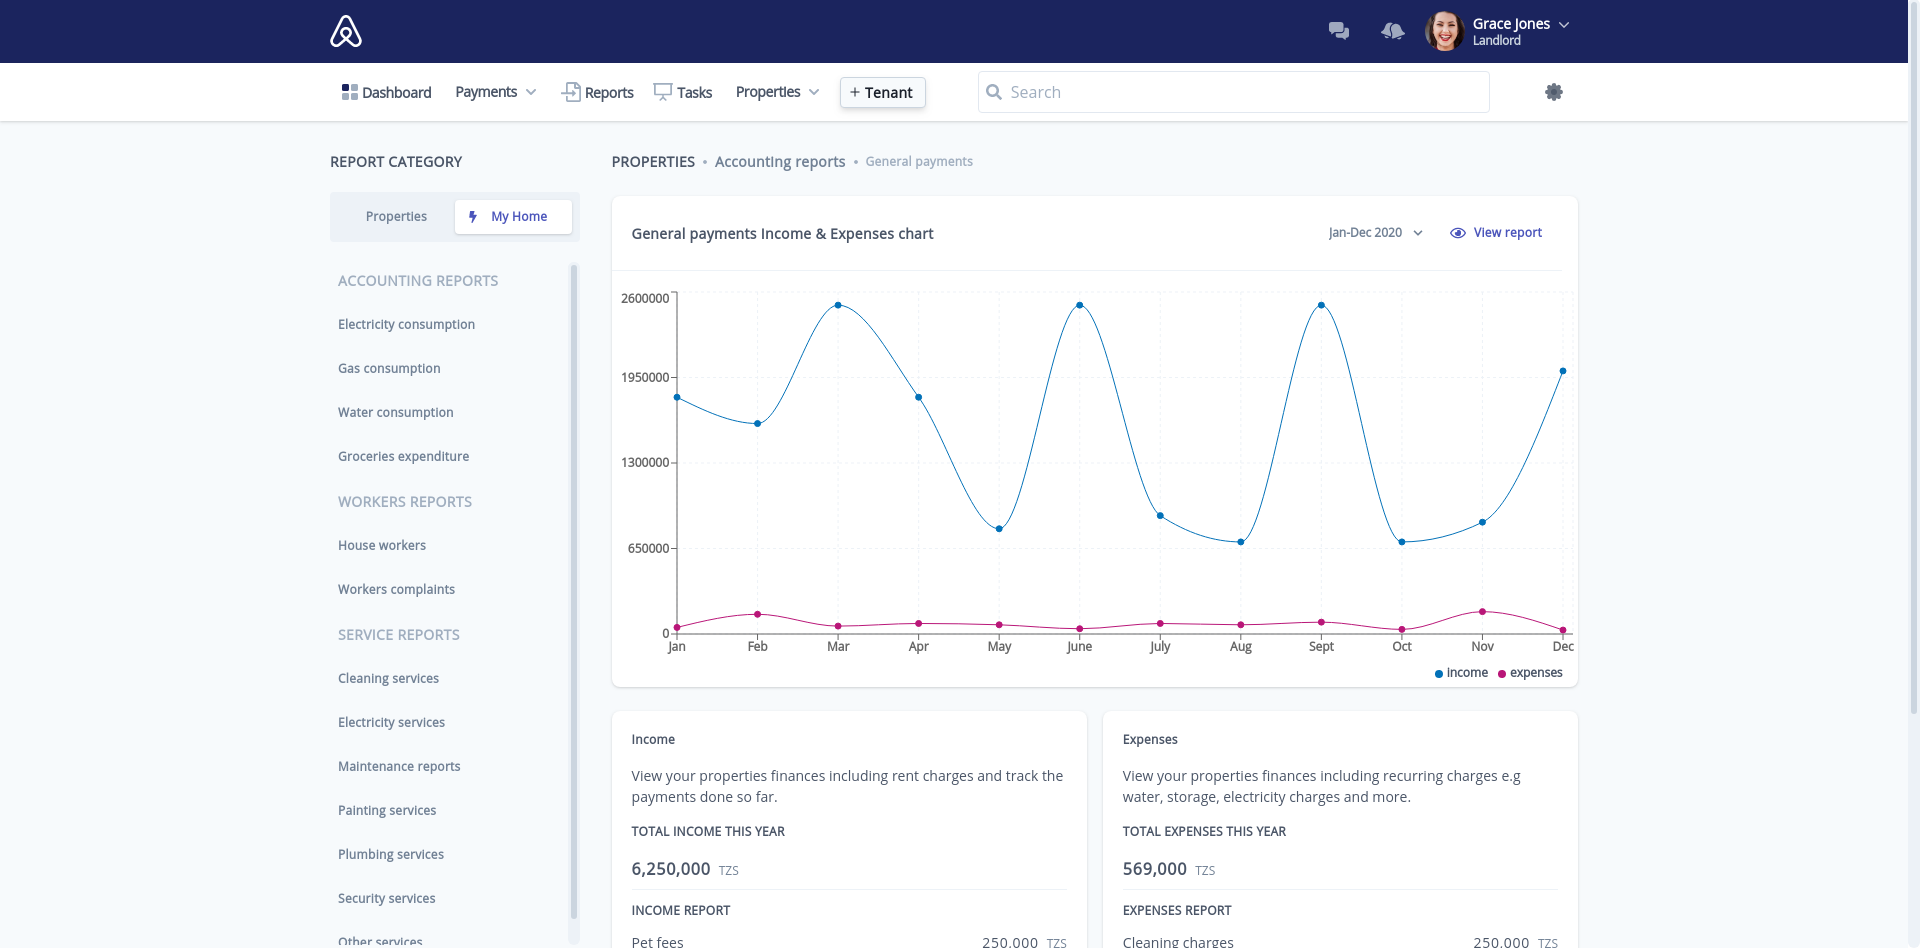 Grace Jones
Landlord
Dashboard
Payments
Reports
Tasks
Properties
+ Tenant
Search
REPORT CATEGORY
Properties
My Home
ACCOUNTING REPORTS
Electricity consumption
Gas consumption
Water consumption
Groceries expenditure
WORKERS REPORTS
House workers
Workers complaints
SERVICE REPORTS
Cleaning services
Electricity services
Maintenance reports
Painting services
Plumbing services
Security services
Other services
PROPERTIES • Accounting reports • General payments
General payments Income & Expenses chart
Jan-Dec 2020
View report
2600000
1950000
1300000
650000
0
Jan Feb Mar Apr May June July Aug Sept Oct Nov Dec
income expenses
Income
View your properties finances including rent charges and track the
payments done so far.
TOTAL INCOME THIS YEAR
6,250,000 TZS
INCOME REPORT
Pet fees 250,000 TZS
Expenses
View your properties finances including recurring charges e.g
water, storage, electricity charges and more.
TOTAL EXPENSES THIS YEAR
569,000 TZS
EXPENSES REPORT
Cleaning charges 250,000 TZS